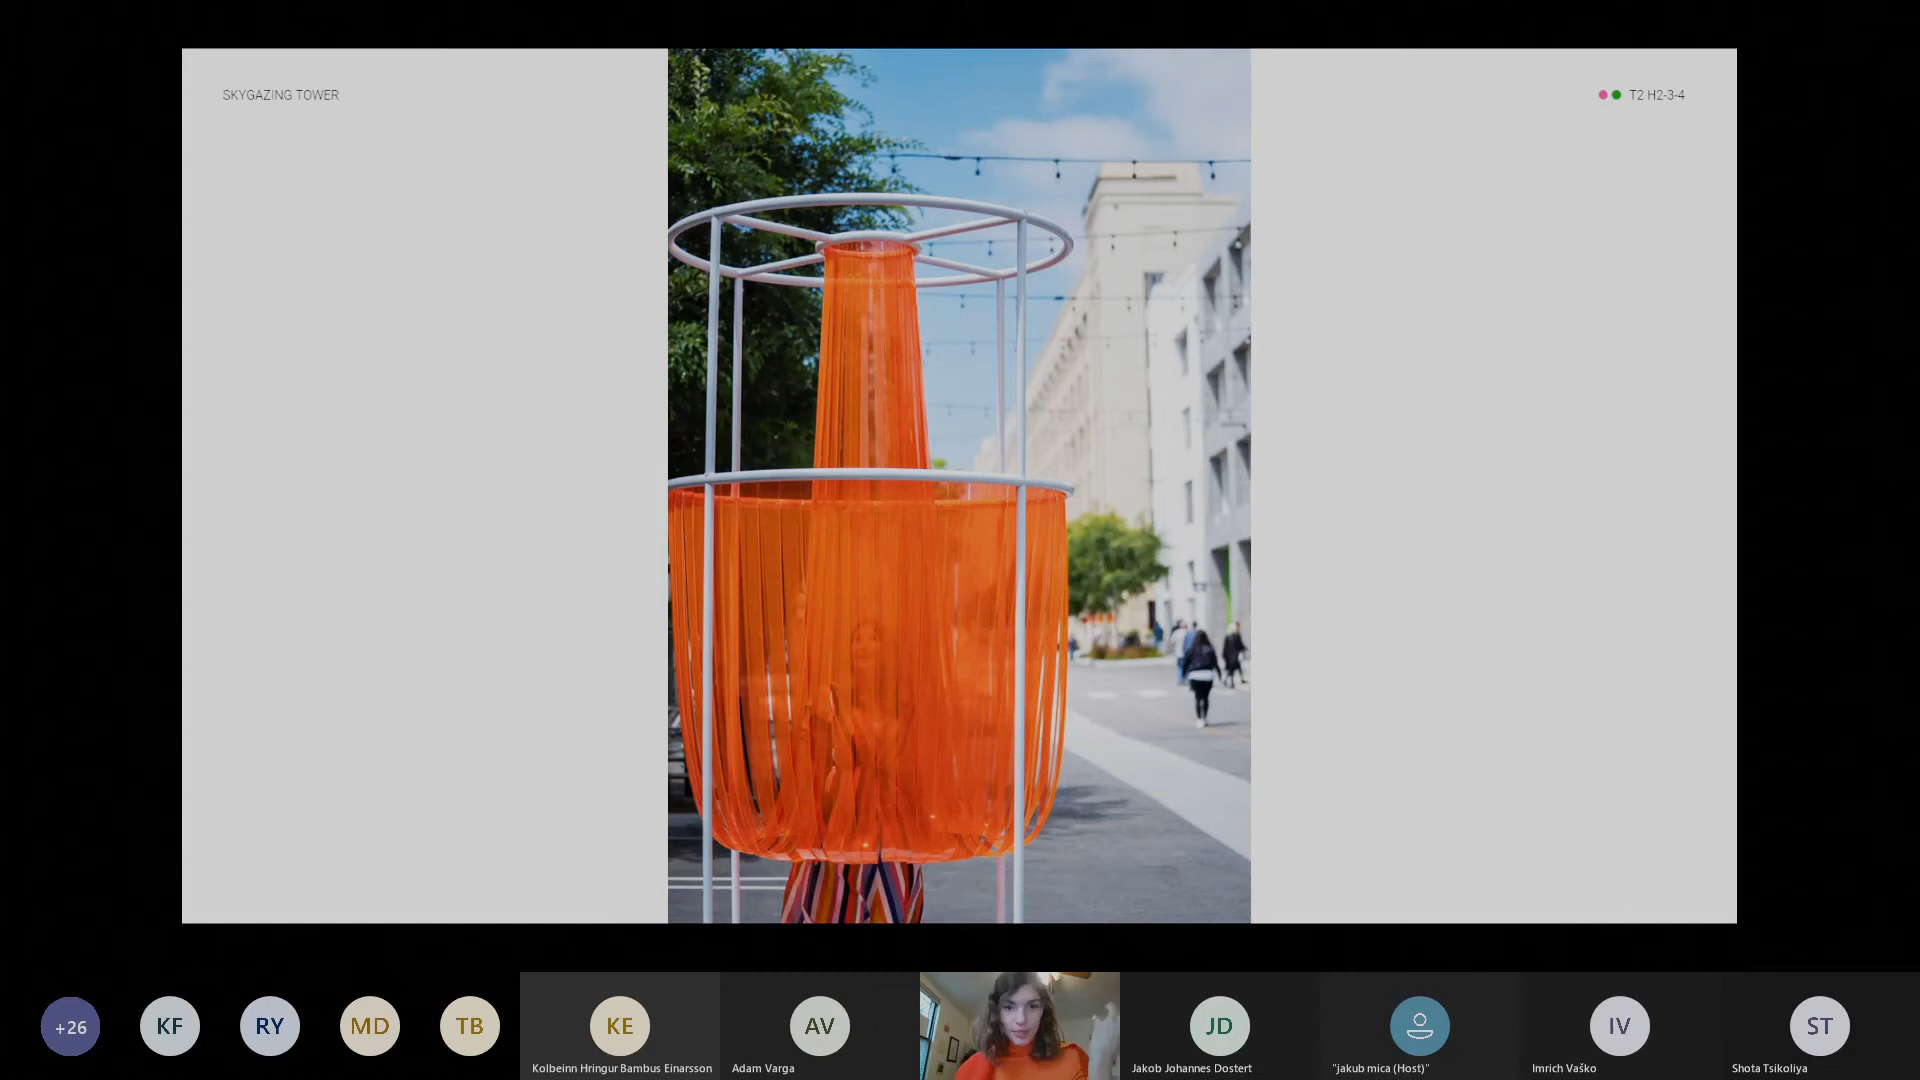 SKYGAZING TOWER
T2 H2-3-4
+26
KF
RY
MD
TB
KE
AV
JD
IV
ST
Kolbeinn Hringur Bambus Einarsson
Adam Varga
Jakob Johannes Dostert
"jakub mica (Host)"
Imrich Vaško
Shota Tsikoliya